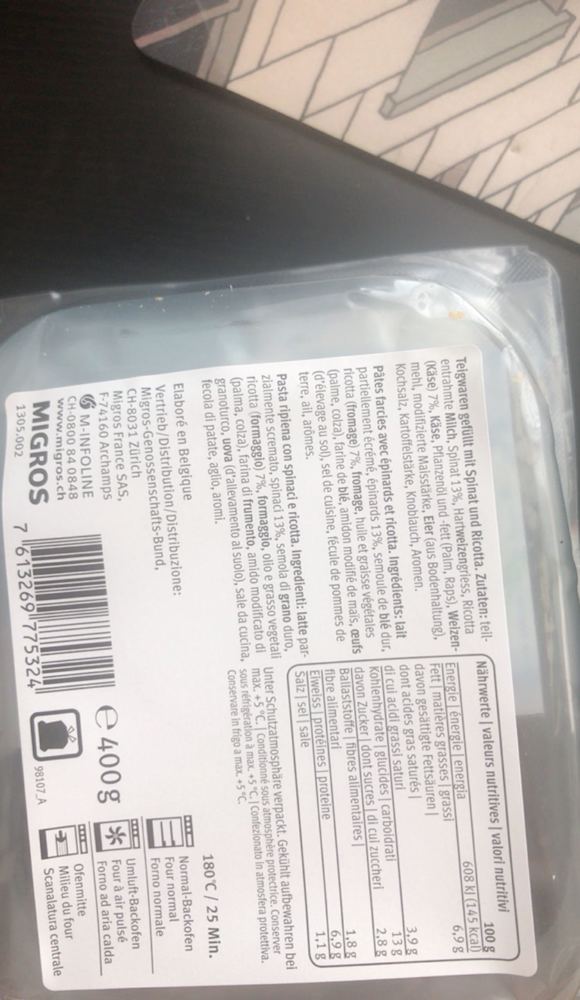 Teigwaren gefüllt mit Spinat und Ricotta. Zutaten: teil-
entrahmte Milch, Spinat 13%, Hartweizengriess, Ricotta
(Käse) 7%, Käse, Pflanzenöl und -fett (Palm, Raps), Weizen-
mehl, modifizierte Maisstärke, Eier (aus Bodenhaltung),
Kochsalz, Kartoffelstärke, Knoblauch, Aromen.
Pâtes farcies avec épinards et ricotta. Ingrédients: lait
partiellement écrémé, épinards 13%, semoule de blé dur,
ricotta (fromage) 7%, fromage, huile et graisse végétales
(palme, colza), farine de blé, amidon modifié de maïs, œufs
(d'élevage au sol), sel de cuisine, fécule de pommes de
terre, ail, arômes.
Pasta ripiena con spinaci e ricotta. Ingredienti: latte par-
zialmente scremato, spinaci 13%, semola di grano duro,
ricotta (formaggio) 7%, formaggio, olio e grasso vegetali
(palma, colza), farina di frumento, amido modificato di
granoturco, uova (d'allevamento al suolo), sale da cucina,
fecola di patate, aglio, aromi.
Nährwerte | valeurs nutritives | valori nutritivi 100 g
Energie | énergie | energia 608 kJ (145 kcal)
Fett | matières grasses | grassi 6,9 g
davon gesättigte Fettsäuren |
dont acides gras saturés |
di cui acidi grassi saturi 3,9 g
Kohlenhydrate | glucides | carboidrati 13 g
davon Zucker | dont sucres | di cui zuccheri 2,8 g
Ballaststoffe | fibres alimentaires |
fibre alimentari 1,8 g
Eiweiss | protéines | proteine 6,9 g
Salz | sel | sale 1,1 g
Unter Schutzatmosphäre verpackt. Gekühlt aufbewahren bei
max. +5 °C. | Conditionné sous atmosphère protectrice. Conserver
sous réfrigération à max. +5 °C. | Confezionato in atmosfera protettiva.
Conservare in frigo a max. +5 °C.
Elaboré en Belgique
Vertrieb/Distribution/Distribuzione:
Migros-Genossenschafts-Bund,
CH-8031 Zürich
Migros France SAS,
F-74160 Archamps
M-INFOLINE
CH-0800 84 0848
www.migros.ch
MIGROS
1305.002
7 613269 775324
e 400 g
98107_A
180°C / 25 Min.
Normal-Backofen
Four normal
Forno normale
Umluft-Backofen
Four à air pulsé
Forno ad aria calda
Ofenmitte
Milieu du four
Scanalatura centrale